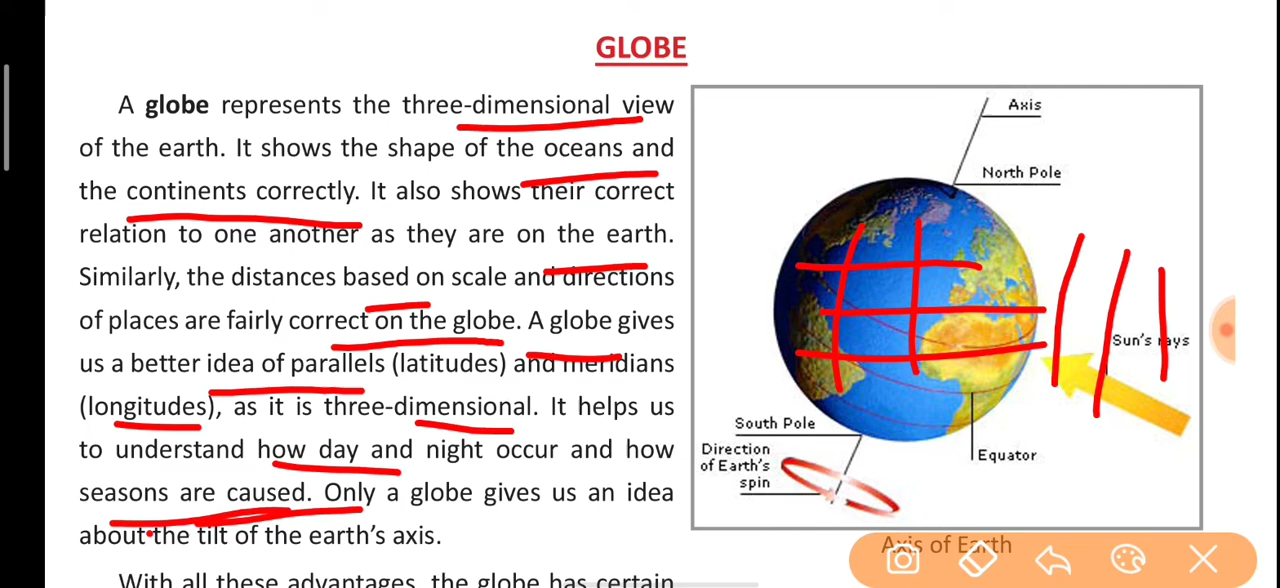 GLOBE
A globe represents the three-dimensional view
of the earth. It shows the shape of the oceans and
the continents correctly. It also shows their correct
relation to one another as they are on the earth.
Similarly, the distances based on scale and directions
of places are fairly correct on the globe. A globe gives
us a better idea of parallels (latitudes) and meridians
(longitudes), as it is three-dimensional. It helps us
to understand how day and night occur and how
seasons are caused. Only a globe gives us an idea
about the tilt of the earth's axis.
With all these advantages, the globe has certain
Axis
North Pole
Sun's rays
South Pole
Direction
of Earth's
spin
Equator
Axis of Earth